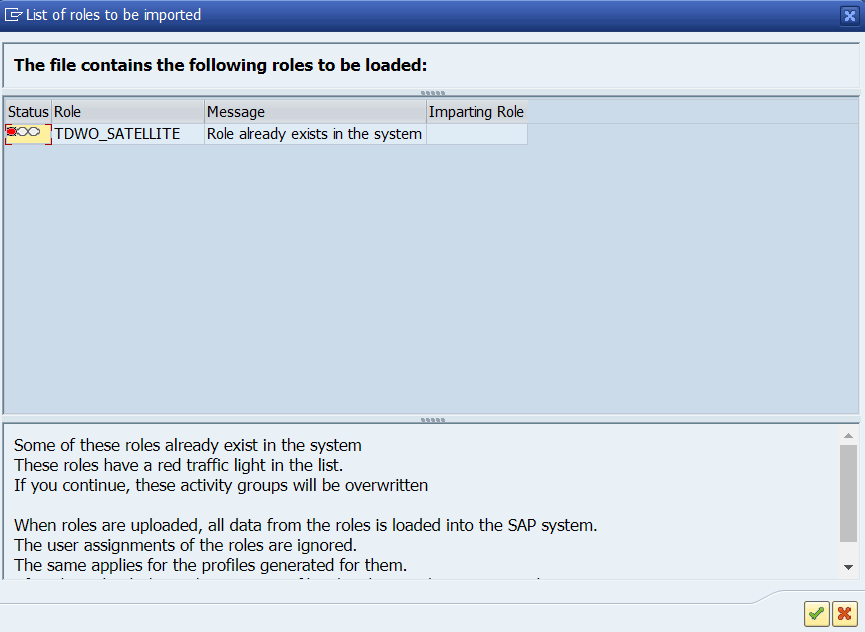 List of roles to be imported
The file contains the following roles to be loaded:
Status Role Message Imparting Role
TDWO_SATELLITE Role already exists in the system
Some of these roles already exist in the system
These roles have a red traffic light in the list.
If you continue, these activity groups will be overwritten
When roles are uploaded, all data from the roles is loaded into the SAP system.
The user assignments of the roles are ignored.
The same applies for the profiles generated for them.